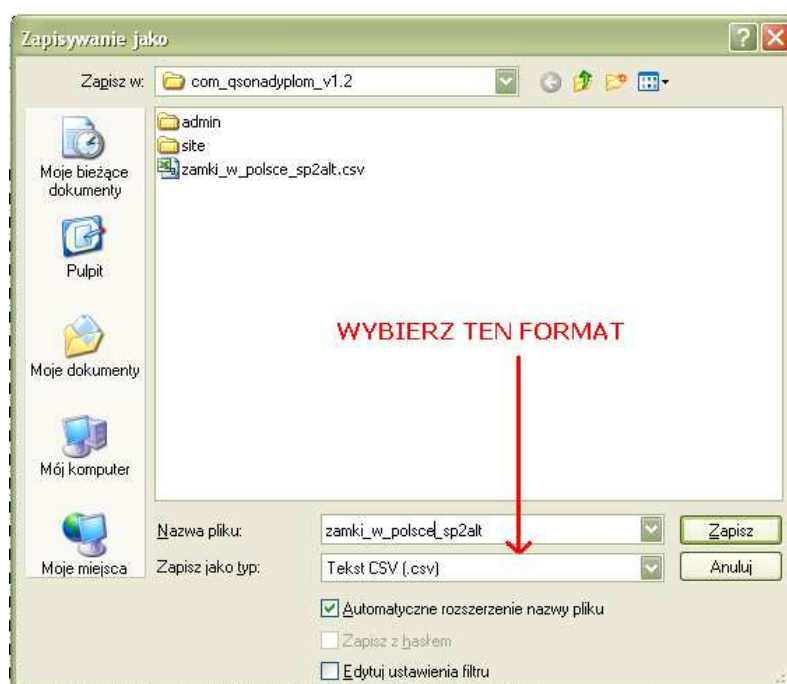 Zapisywanie jako
Zapisz w: com_qsonadyplom_v1.2
admin
site
zamki_w_polsce_sp2alt.csv
Moje bieżące
dokumenty
Pulpit
Moje dokumenty
Mój komputer
Moje miejsca
WYBIERZ TEN FORMAT
Nazwa pliku: zamki_w_polsce_sp2alt Zapisz
Zapisz jako typ: Tekst CSV (.csv) Anuluj
Automatyczne rozszerzenie nazwy pliku
Zapisz z hasłem
Edytuj ustawienia filtru